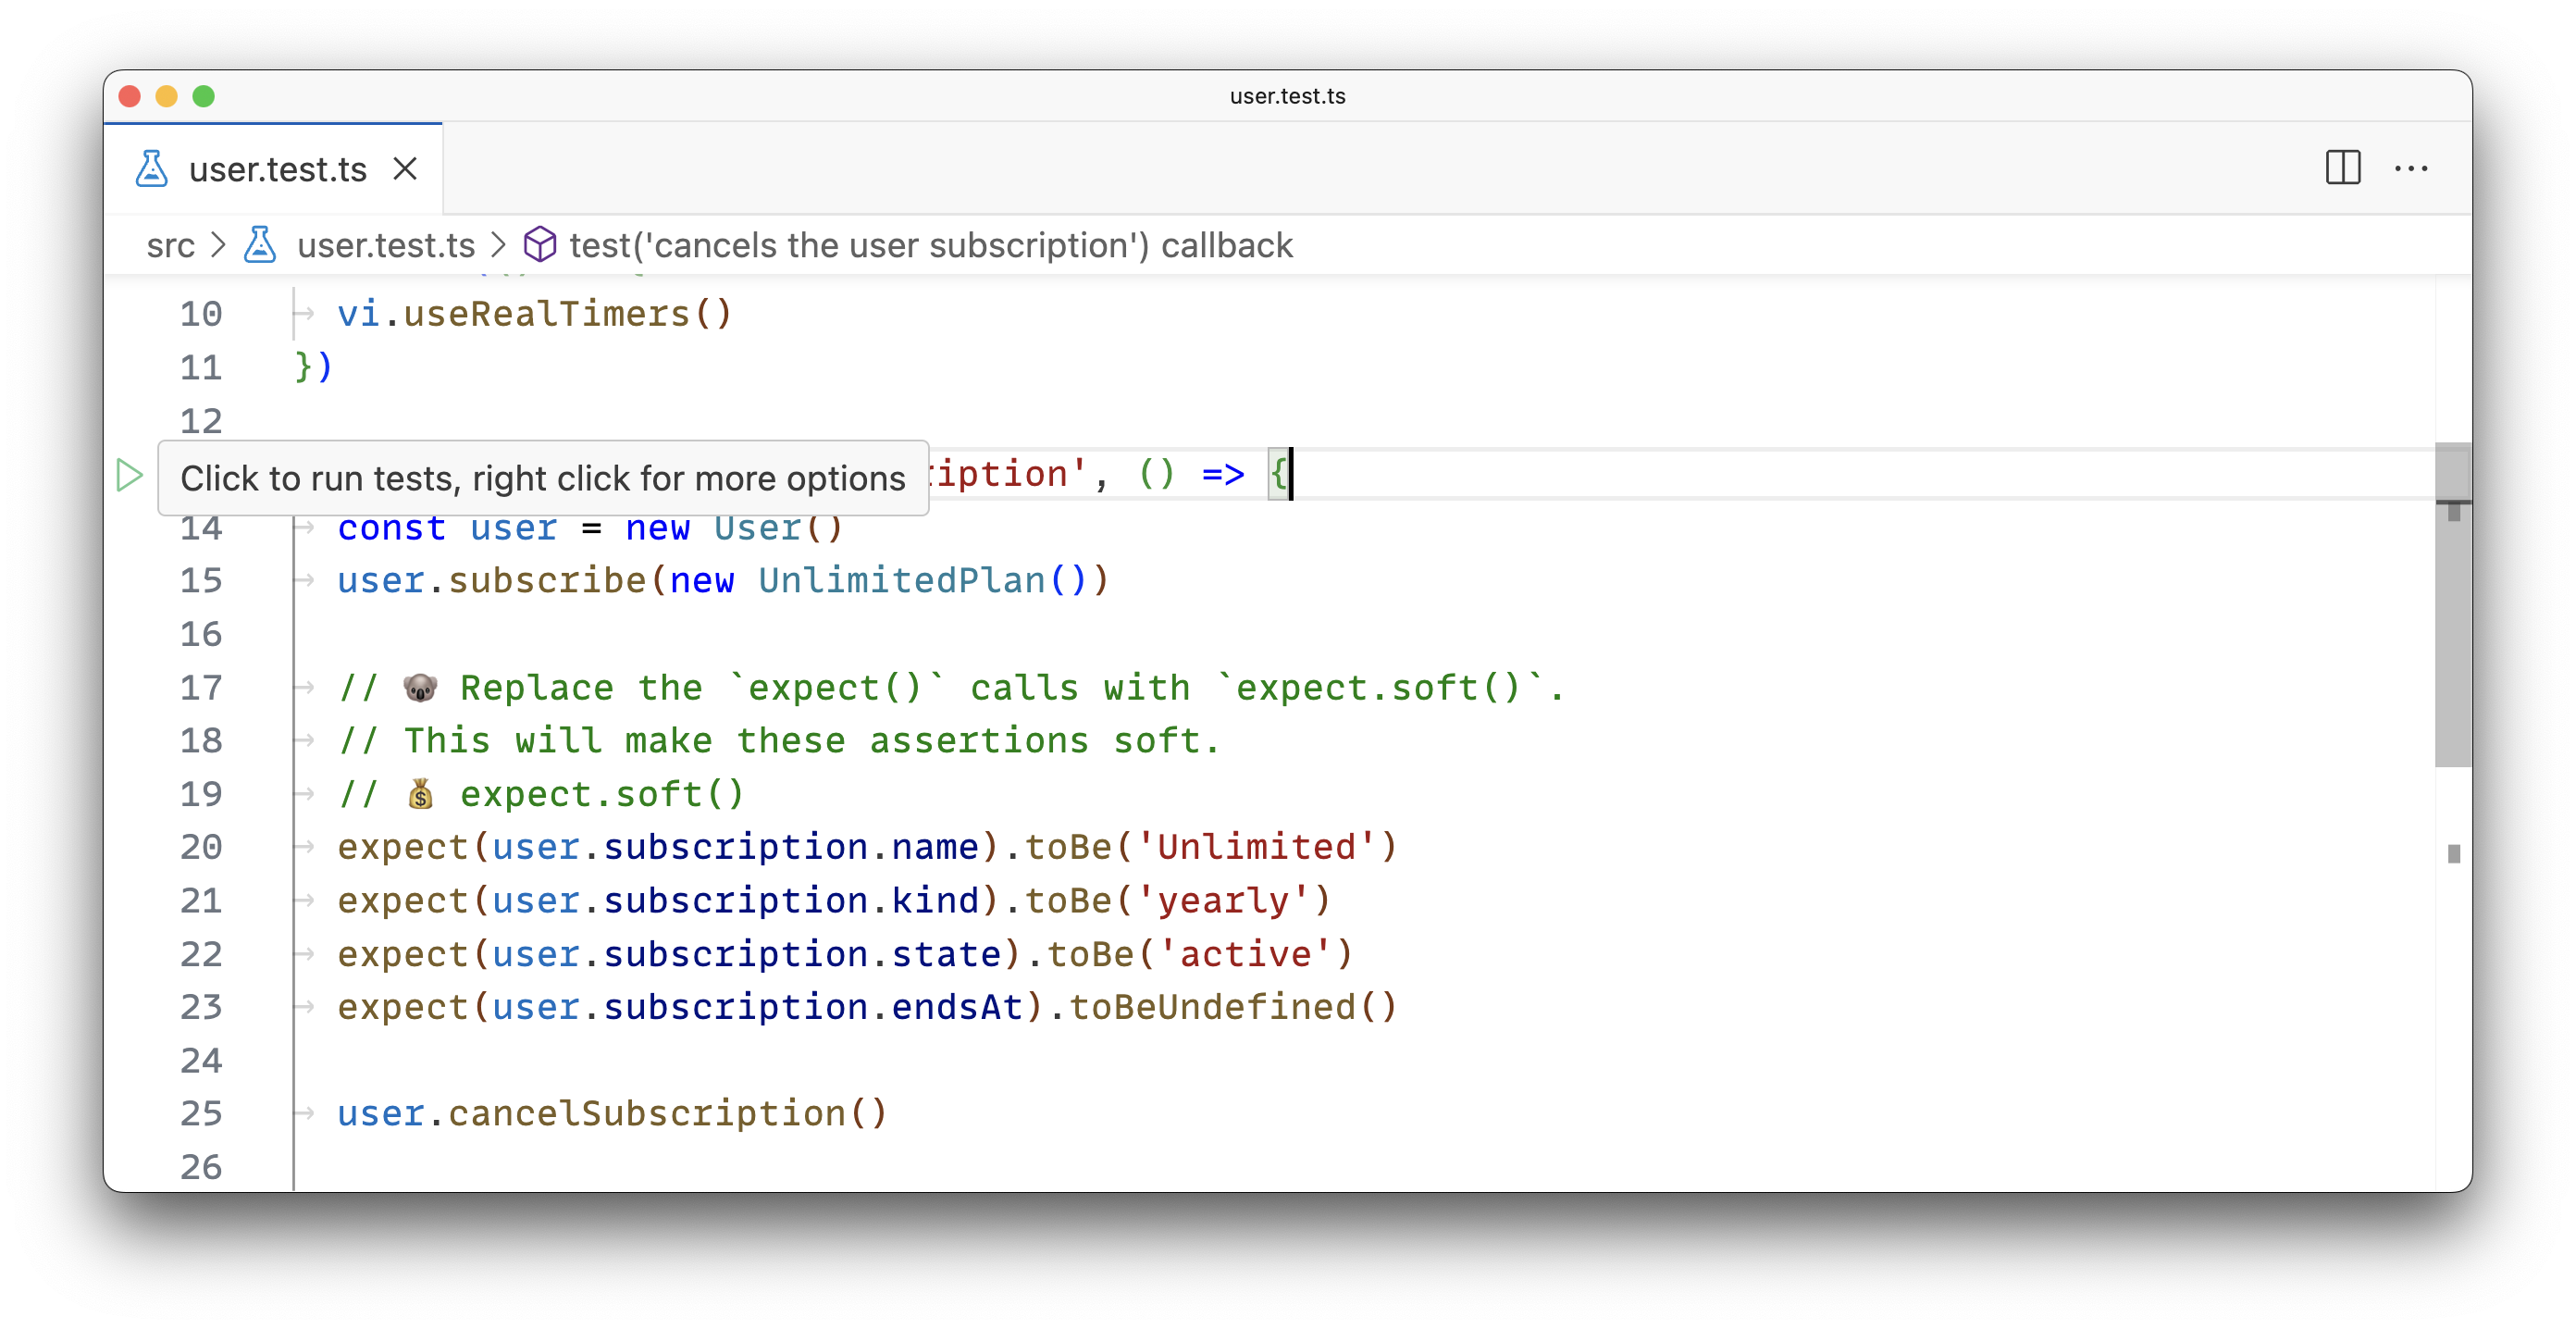 user.test.ts
user.test.ts
src > user.test.ts > test('cancels the user subscription') callback
10 vi.useRealTimers()
11 })
12
Click to run tests, right click for more options ription', () => {
14 const user = new User()
15 user.subscribe(new UnlimitedPlan())
16
17 // 🐨 Replace the `expect()` calls with `expect.soft()`.
18 // This will make these assertions soft.
19 // 💰 expect.soft()
20 expect(user.subscription.name).toBe('Unlimited')
21 expect(user.subscription.kind).toBe('yearly')
22 expect(user.subscription.state).toBe('active')
23 expect(user.subscription.endsAt).toBeUndefined()
24
25 user.cancelSubscription()
26